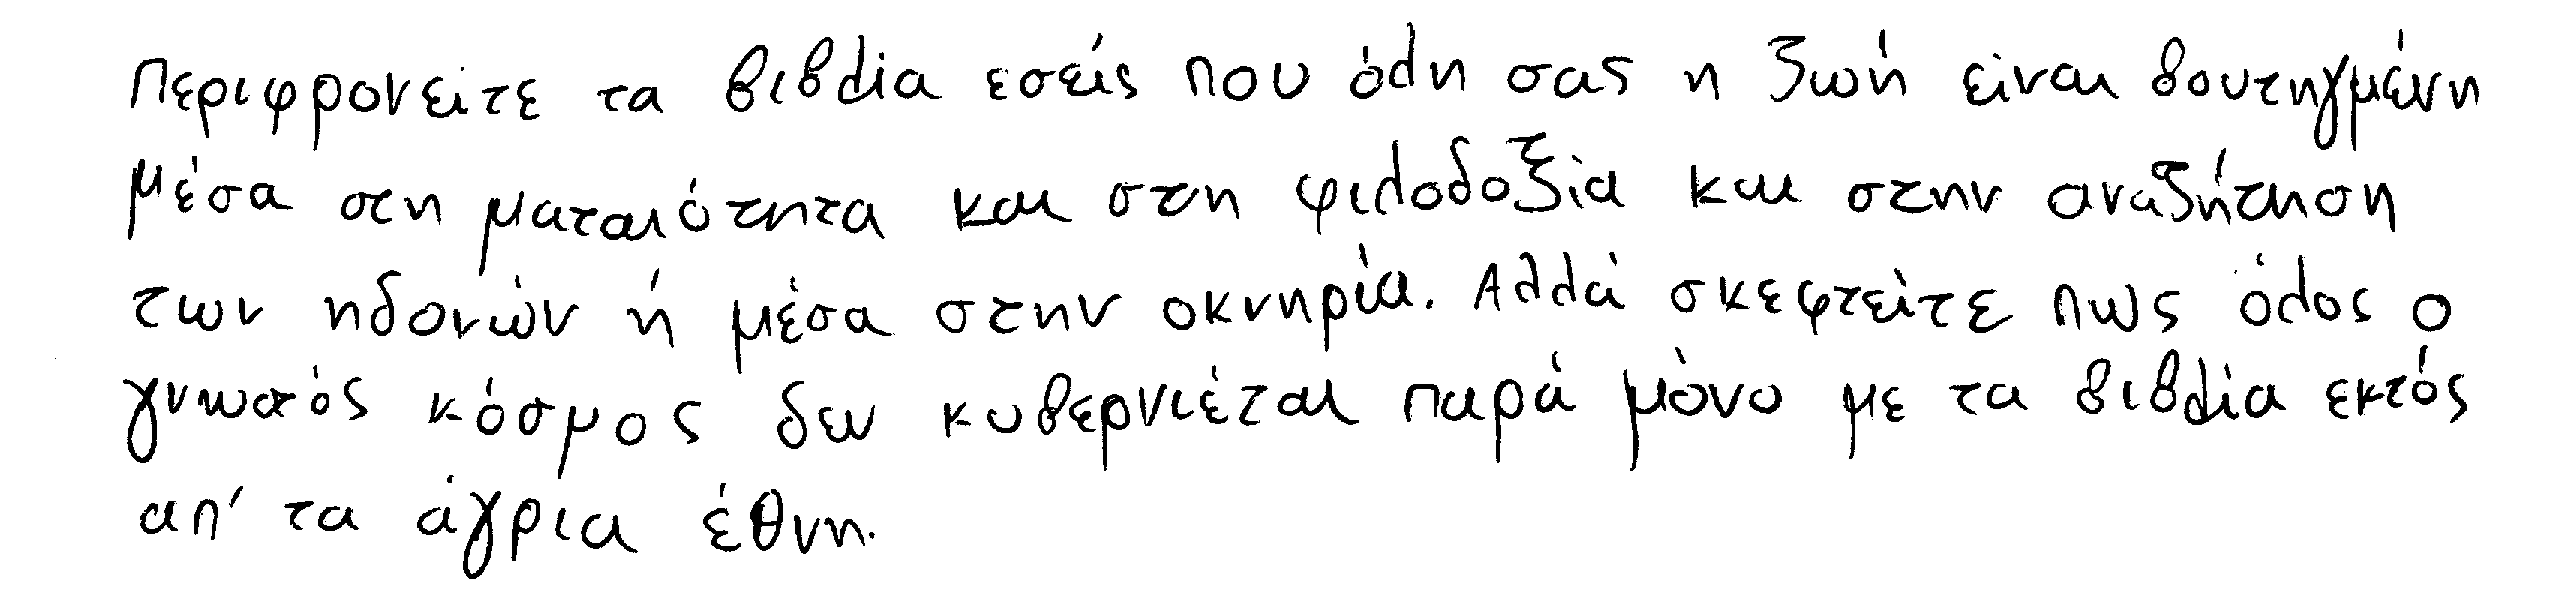 Περιφρονείτε τα βιβλία εσείς που όλη σας η ζωή είναι βουτηγμένη
μέσα στη ματαιότητα και στη φιλοδοξία και στην αναζήτηση
των ηδονών ή μέσα στην οκνηρία. Αλλά σκεφτείτε πως όλος ο
γνωστός κόσμος δεν κυβερνιέται παρά μόνο με τα βιβλία εκτός
απ' τα άγρια έθνη.